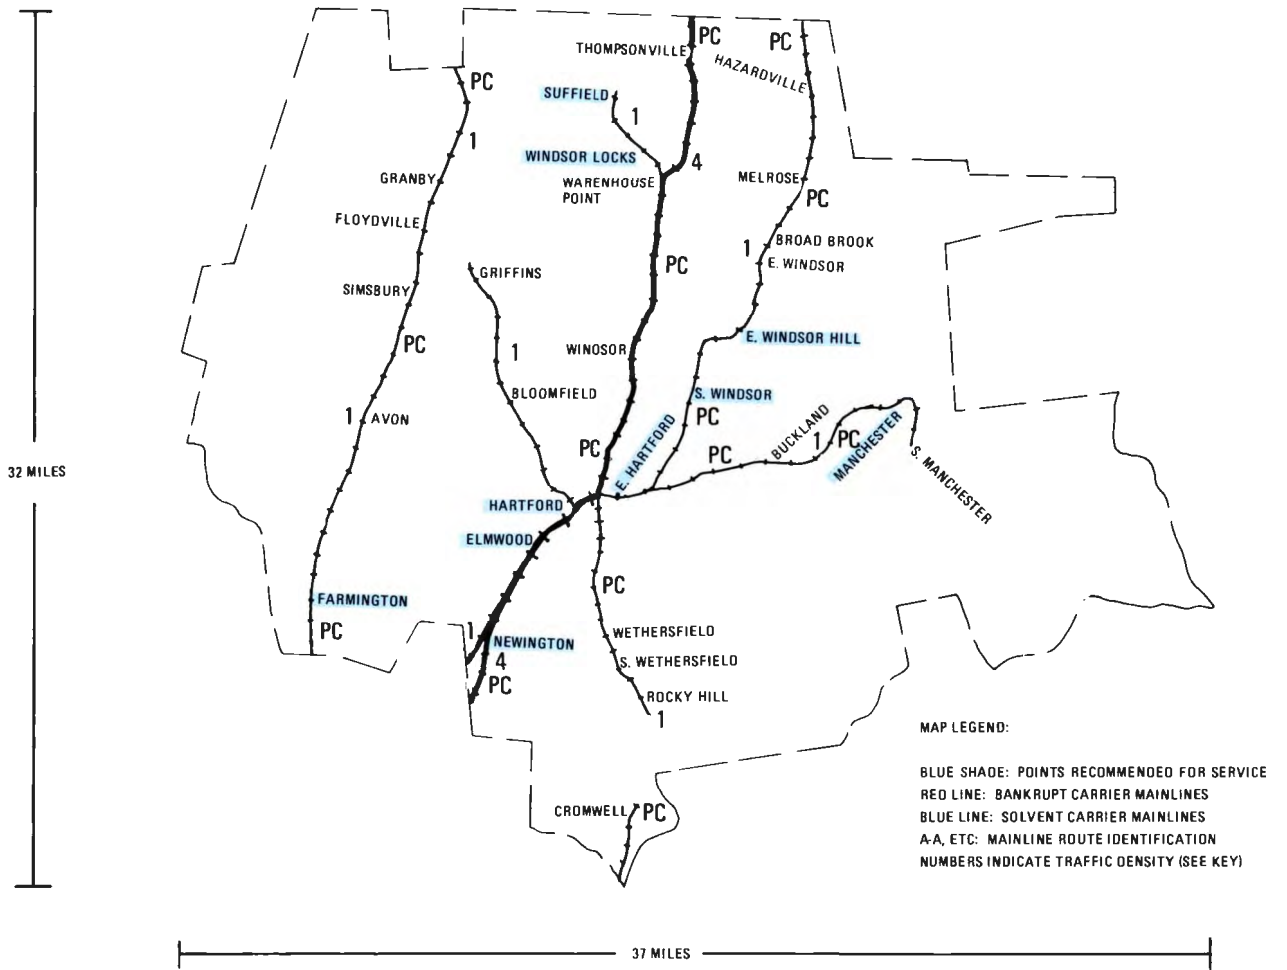 PC
PC
THOMPSONVILLE
HAZARDVILLE
PC
SUFFIELD
1
1
WINDSOR LOCKS
4
GRANBY
WARENHOUSE
POINT
MELROSE
PC
FLOYDVILLE
BROAD BROOK
1
E. WINDSOR
PC
GRIFFINS
SIMSBURY
E. WINDSOR HILL
PC
1
WINOSOR
BLOOMFIELD
S. WINDSOR
1
AVON
PC
BUCKLAND
1
PC
MANCHESTER
E. HARTFORD
PC
PC
S. MANCHESTER
32 MILES
HARTFORD
ELMWOOD
PC
FARMINGTON
PC
1
NEWINGTON
WETHERSFIELD
4
S. WETHERSFIELD
PC
ROCKY HILL
1
CROMWELL
PC
MAP LEGEND:
BLUE SHADE: POINTS RECOMMENDED FOR SERVICE
RED LINE: BANKRUPT CARRIER MAINLINES
BLUE LINE: SOLVENT CARRIER MAINLINES
A-A, ETC: MAINLINE ROUTE IDENTIFICATION
NUMBERS INDICATE TRAFFIC DENSITY (SEE KEY)
37 MILES